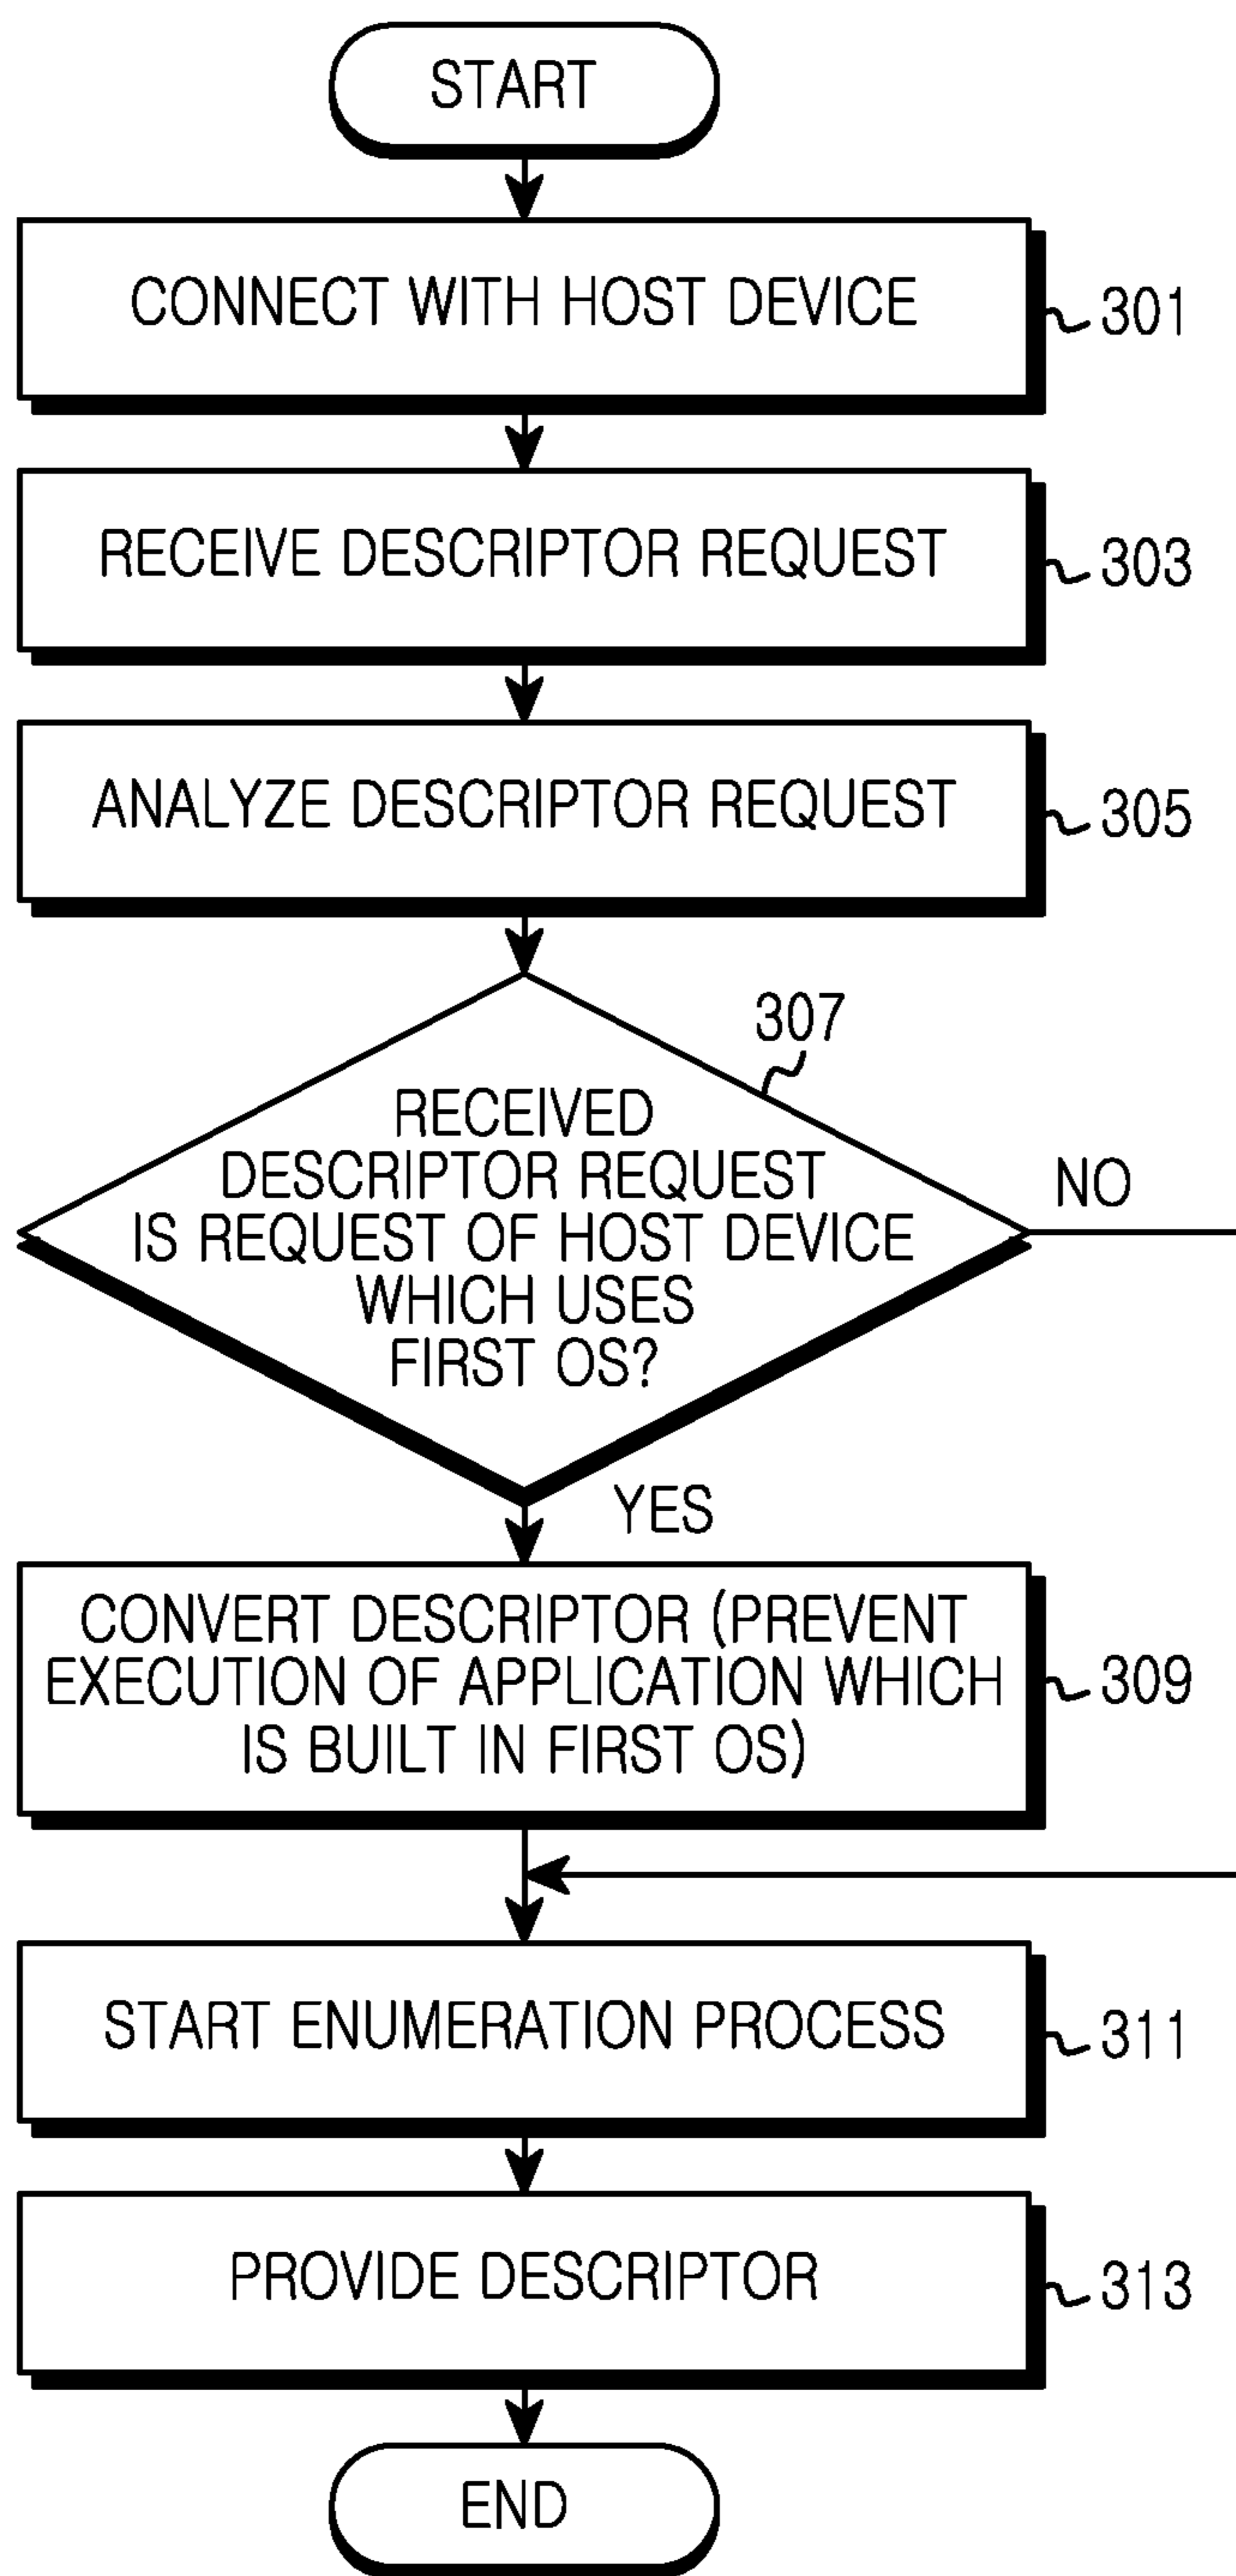 START
CONNECT WITH HOST DEVICE
301
RECEIVE DESCRIPTOR REQUEST
303
ANALYZE DESCRIPTOR REQUEST
305
307
RECEIVED
DESCRIPTOR REQUEST
IS REQUEST OF HOST DEVICE
WHICH USES
FIRST OS?
NO
YES
CONVERT DESCRIPTOR (PREVENT
EXECUTION OF APPLICATION WHICH
IS BUILT IN FIRST OS)
309
START ENUMERATION PROCESS
311
PROVIDE DESCRIPTOR
313
END